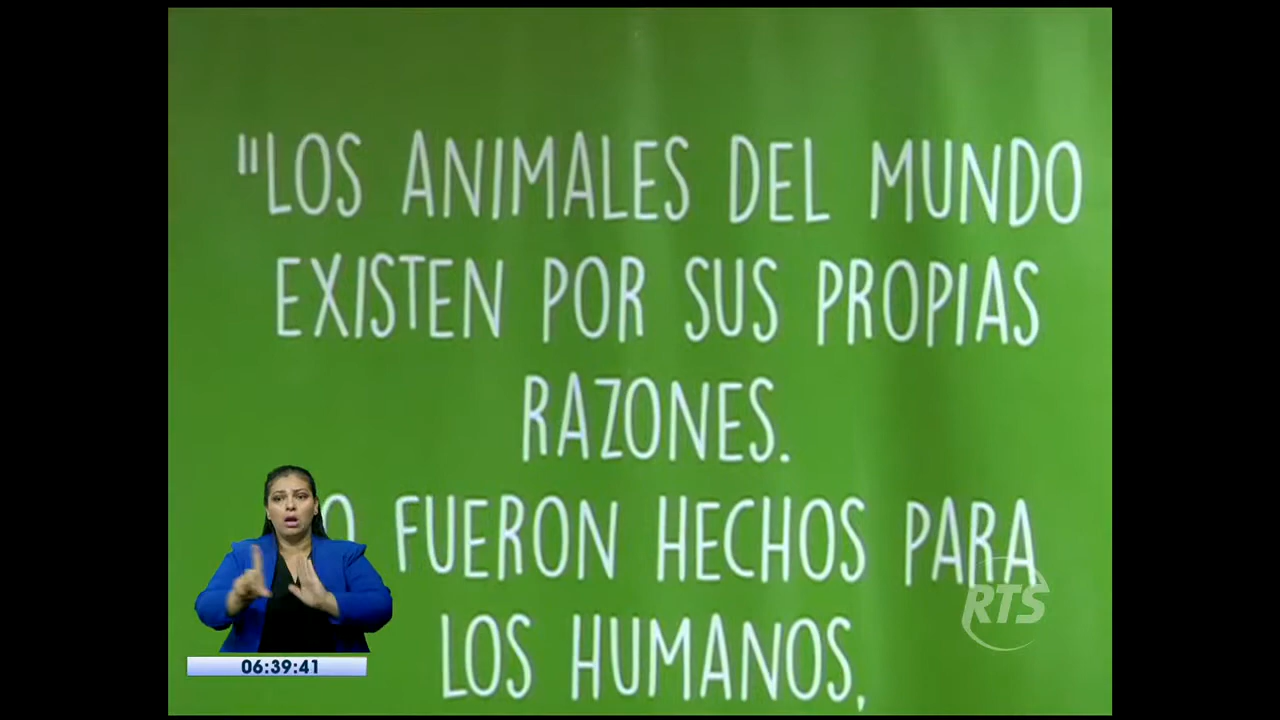 "LOS ANIMALES DEL MUNDO
EXISTEN POR SUS PROPIAS
RAZONES.
FUERON HECHOS PARA
LOS HUMANOS,
RTS
06:39:41